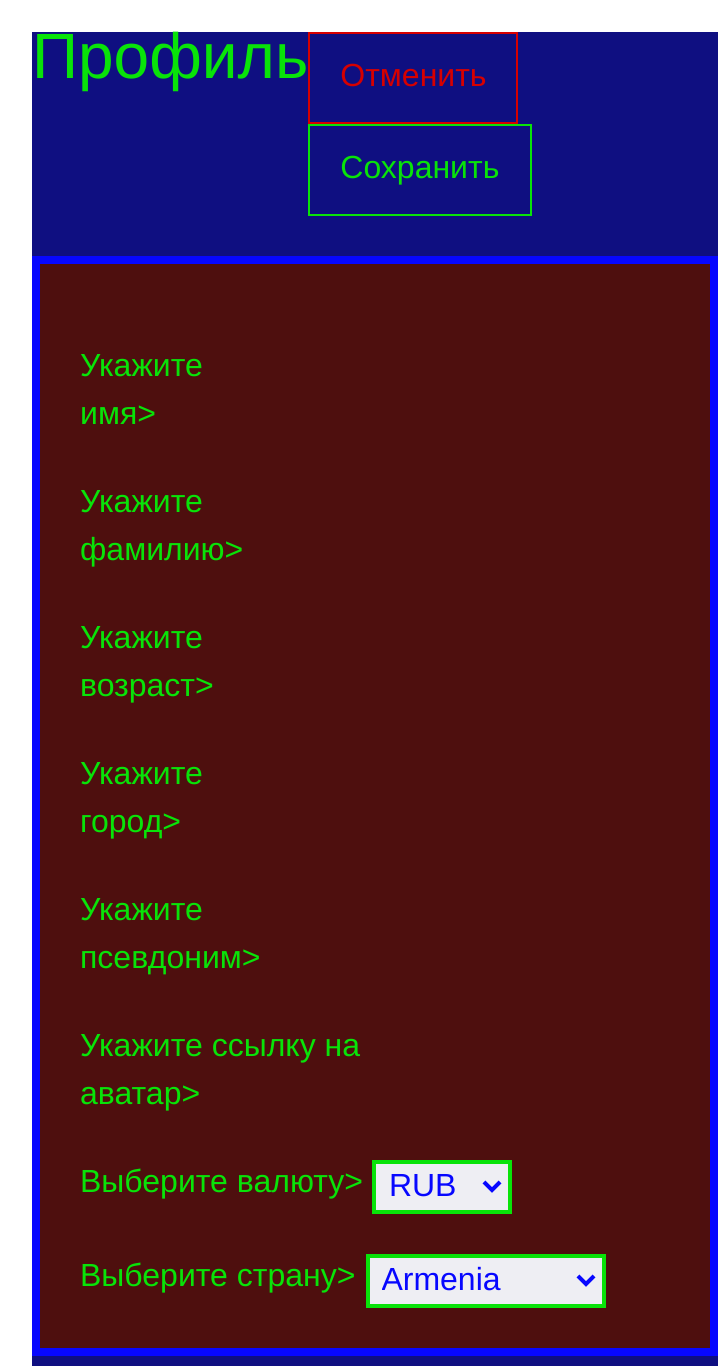 Профиль
Отменить
Сохранить
Укажите
имя>
Укажите
фамилию>
Укажите
возраст>
Укажите
город>
Укажите
псевдоним>
Укажите ссылку на
аватар>
Выберите валюту> RUB
Выберите страну> Armenia